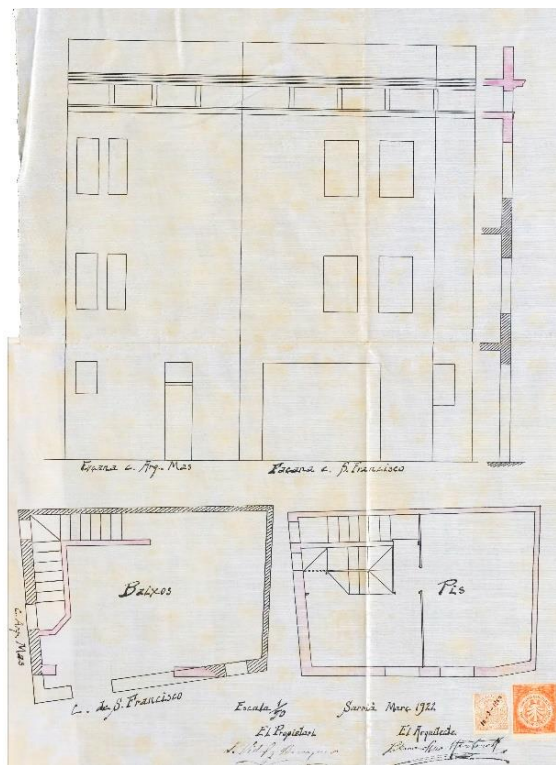 Façana c. Arq. Mas
Façana c. S. Francisco
Baixos
Pis
C. Arq. Mas
C. de S. Francisco
Escala 1/50
Sarriá Març 1922
El Propietari
El Arquitecte